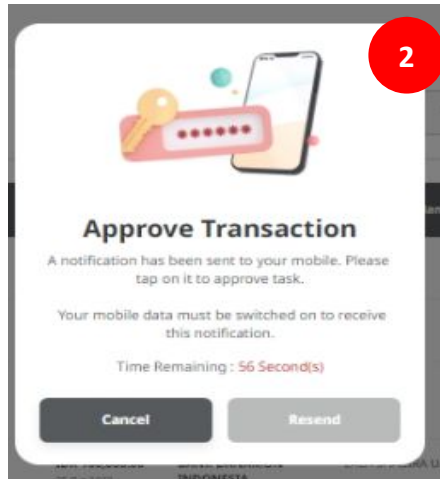 2
Approve Transaction
A notification has been sent to your mobile. Please
tap on it to approve task.
Your mobile data must be switched on to receive
this notification.
Time Remaining : 56 Second(s)
Cancel
Resend
INDONESIA